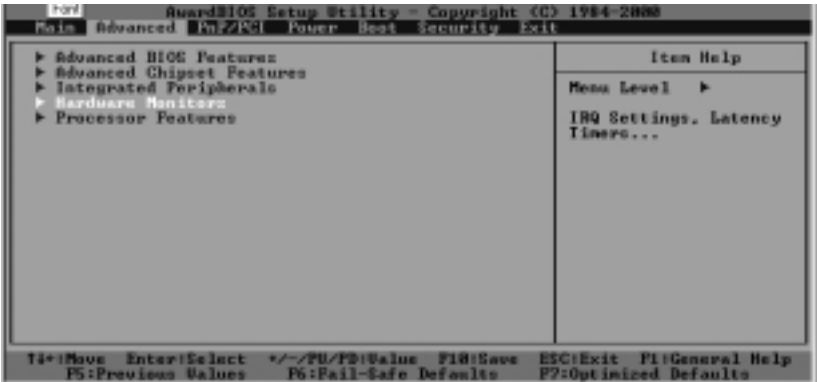 AwardBIOS Setup Utility - Copyright (C) 1984-2000
Main Advanced PnP/PCI Power Boot Security Exit
▶ Advanced BIOS Features
▶ Advanced Chipset Features
▶ Integrated Peripherals
▶ Hardware Monitors
▶ Processor Features
Item Help
Menu Level ▶
IRQ Settings, Latency
Timers...
↑↓←:Move Enter:Select +/-/PU/PD:Value F10:Save ESC:Exit F1:General Help
F5:Previous Values F6:Fail-Safe Defaults F7:Optimized Defaults